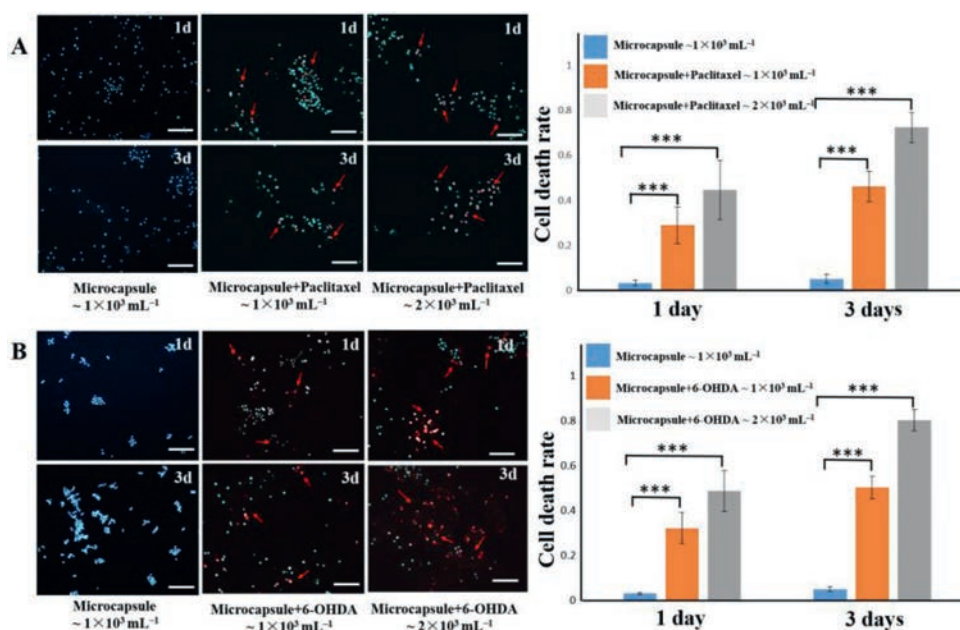 A
1d
1d
1d
3d
3d
3d
Microcapsule
~1×10³ mL⁻¹
Microcapsule+Paclitaxel
~1×10³ mL⁻¹
Microcapsule+Paclitaxel
~2×10³ mL⁻¹
Microcapsule ~1×10³ mL⁻¹
Microcapsule+Paclitaxel ~1×10³ mL⁻¹
Microcapsule+Paclitaxel ~2×10³ mL⁻¹
Cell death rate
1
0.8
0.6
0.4
0.2
0
***
***
***
***
1 day
3 days
B
1d
1d
1d
3d
3d
3d
Microcapsule
~1×10³ mL⁻¹
Microcapsule+6-OHDA
~1×10³ mL⁻¹
Microcapsule+6-OHDA
~2×10³ mL⁻¹
Microcapsule ~1×10³ mL⁻¹
Microcapsule+6-OHDA ~1×10³ mL⁻¹
Microcapsule+6-OHDA ~2×10³ mL⁻¹
Cell death rate
1
0.8
0.6
0.4
0.2
0
***
***
***
***
1 day
3 days